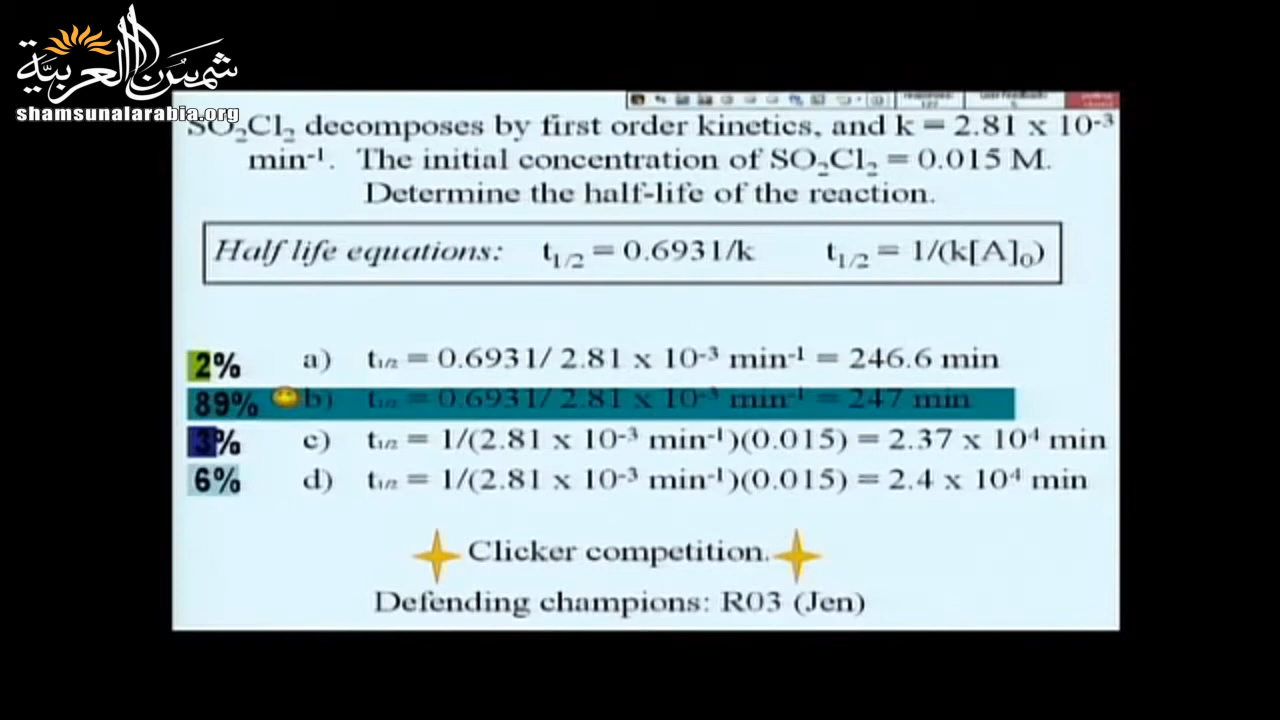 شمس العربية
shamsunalarabia.org
SO₂Cl₂ decomposes by first order kinetics, and k = 2.81 x 10⁻³
min⁻¹. The initial concentration of SO₂Cl₂ = 0.015 M.
Determine the half-life of the reaction.
Half life equations: t₁/₂ = 0.6931/k t₁/₂ = 1/(k[A]₀)
2% a) t₁/₂ = 0.6931/ 2.81 x 10⁻³ min⁻¹ = 246.6 min
89% b) t₁/₂ = 0.6931/ 2.81 x 10⁻³ min⁻¹ = 247 min
3% c) t₁/₂ = 1/(2.81 x 10⁻³ min⁻¹)(0.015) = 2.37 x 10⁴ min
6% d) t₁/₂ = 1/(2.81 x 10⁻³ min⁻¹)(0.015) = 2.4 x 10⁴ min
Clicker competition.
Defending champions: R03 (Jen)